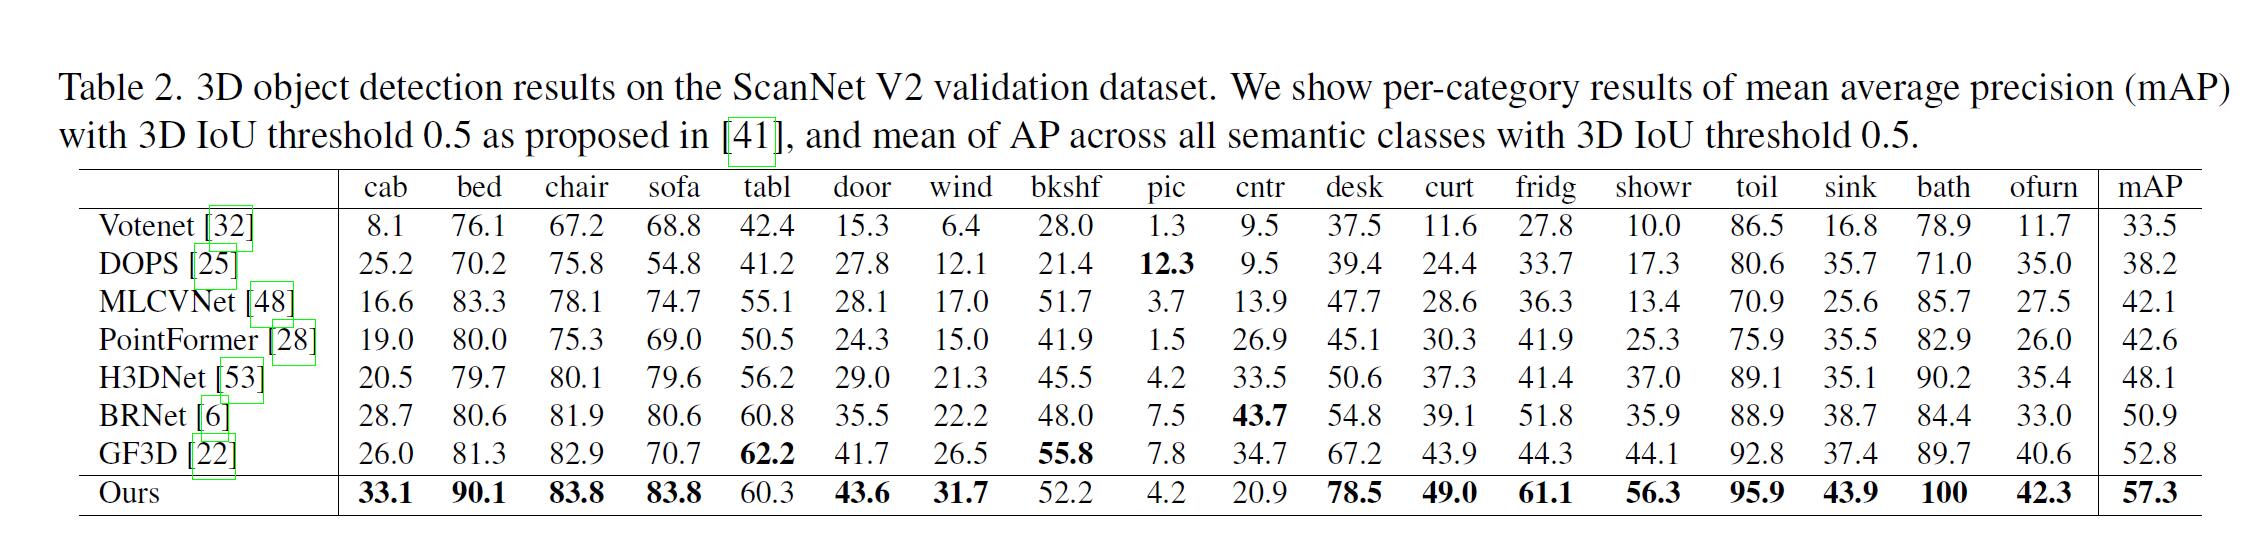 Table 2. 3D object detection results on the ScanNet V2 validation dataset. We show per-category results of mean average precision (mAP)
with 3D IoU threshold 0.5 as proposed in [41], and mean of AP across all semantic classes with 3D IoU threshold 0.5.
cab bed chair sofa tabl door wind bkshf pic cntr desk curt fridg showr toil sink bath ofurn mAP
Votenet [32] 8.1 76.1 67.2 68.8 42.4 15.3 6.4 28.0 1.3 9.5 37.5 11.6 27.8 10.0 86.5 16.8 78.9 11.7 33.5
DOPS [25] 25.2 70.2 75.8 54.8 41.2 27.8 12.1 21.4 12.3 9.5 39.4 24.4 33.7 17.3 80.6 35.7 71.0 35.0 38.2
MLCVNet [48] 16.6 83.3 78.1 74.7 55.1 28.1 17.0 51.7 3.7 13.9 47.7 28.6 36.3 13.4 70.9 25.6 85.7 27.5 42.1
PointFormer [28] 19.0 80.0 75.3 69.0 50.5 24.3 15.0 41.9 1.5 26.9 45.1 30.3 41.9 25.3 75.9 35.5 82.9 26.0 42.6
H3DNet [53] 20.5 79.7 80.1 79.6 56.2 29.0 21.3 45.5 4.2 33.5 50.6 37.3 41.4 37.0 89.1 35.1 90.2 35.4 48.1
BRNet [6] 28.7 80.6 81.9 80.6 60.8 35.5 22.2 48.0 7.5 43.7 54.8 39.1 51.8 35.9 88.9 38.7 84.4 33.0 50.9
GF3D [22] 26.0 81.3 82.9 70.7 62.2 41.7 26.5 55.8 7.8 34.7 67.2 43.9 44.3 44.1 92.8 37.4 89.7 40.6 52.8
Ours 33.1 90.1 83.8 83.8 60.3 43.6 31.7 52.2 4.2 20.9 78.5 49.0 61.1 56.3 95.9 43.9 100 42.3 57.3